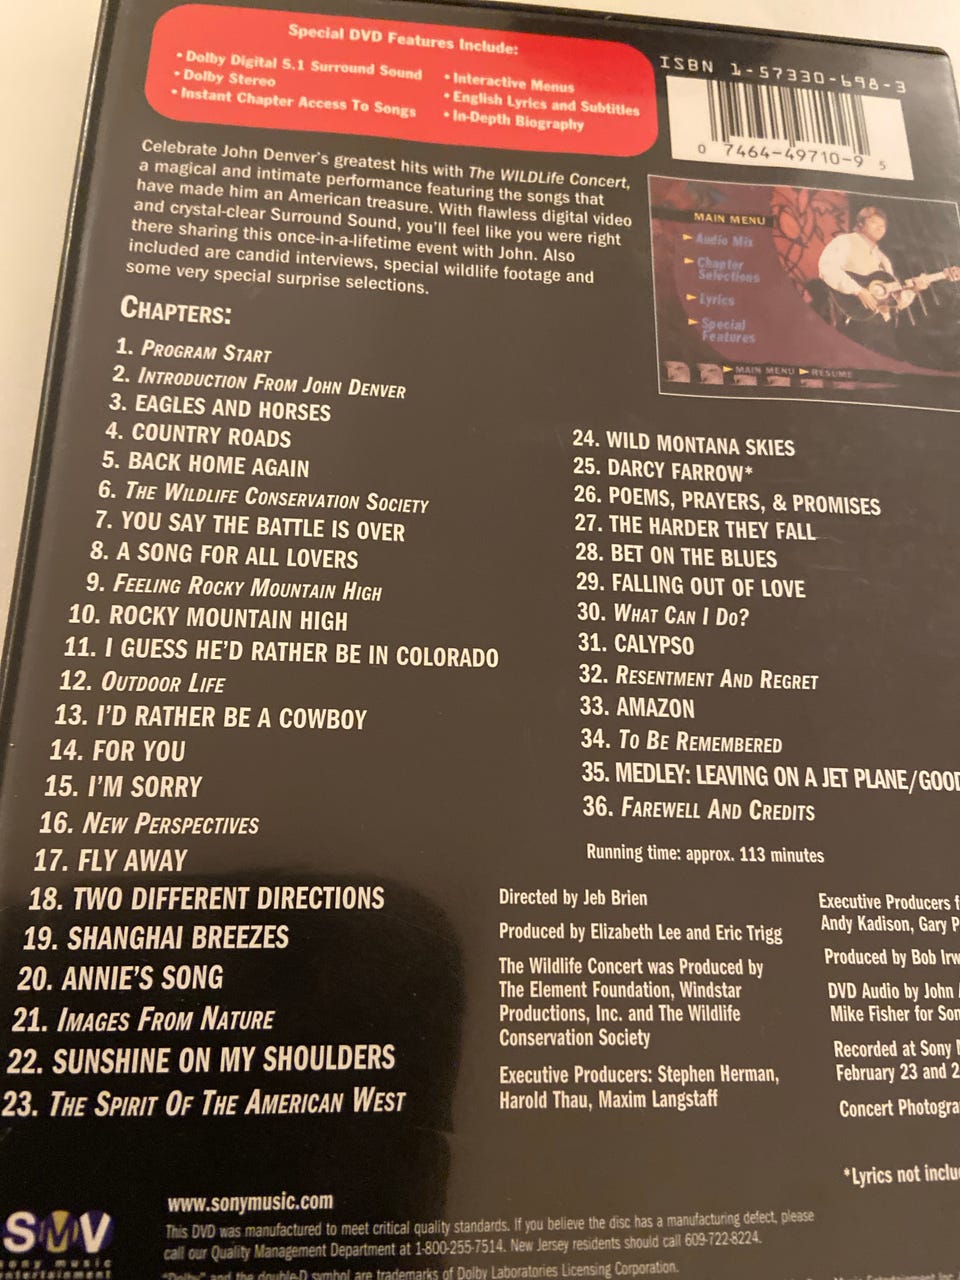 Special DVD Features Include:
• Dolby Digital 5.1 Surround Sound
• Dolby Stereo
• Instant Chapter Access To Songs
• Interactive Menus
• English Lyrics and Subtitles
• In-Depth Biography
ISBN 1-57330-698-3
0 7464-49710-9 5
Celebrate John Denver's greatest hits with The WILDLife Concert,
a magical and intimate performance featuring the songs that
have made him an American treasure. With flawless digital video
and crystal-clear Surround Sound, you'll feel like you were right
there sharing this once-in-a-lifetime event with John. Also
included are candid interviews, special wildlife footage and
some very special surprise selections.
MAIN MENU
Audio Mix
Chapter
Selections
Lyrics
Special
Features
MAIN MENU RESUME
CHAPTERS:
1. PROGRAM START
2. INTRODUCTION FROM JOHN DENVER
3. EAGLES AND HORSES
4. COUNTRY ROADS
5. BACK HOME AGAIN
6. THE WILDLIFE CONSERVATION SOCIETY
7. YOU SAY THE BATTLE IS OVER
8. A SONG FOR ALL LOVERS
9. FEELING ROCKY MOUNTAIN HIGH
10. ROCKY MOUNTAIN HIGH
11. I GUESS HE'D RATHER BE IN COLORADO
12. OUTDOOR LIFE
13. I'D RATHER BE A COWBOY
14. FOR YOU
15. I'M SORRY
16. NEW PERSPECTIVES
17. FLY AWAY
18. TWO DIFFERENT DIRECTIONS
19. SHANGHAI BREEZES
20. ANNIE'S SONG
21. IMAGES FROM NATURE
22. SUNSHINE ON MY SHOULDERS
23. THE SPIRIT OF THE AMERICAN WEST
24. WILD MONTANA SKIES
25. DARCY FARROW*
26. POEMS, PRAYERS, & PROMISES
27. THE HARDER THEY FALL
28. BET ON THE BLUES
29. FALLING OUT OF LOVE
30. WHAT CAN I DO?
31. CALYPSO
32. RESENTMENT AND REGRET
33. AMAZON
34. TO BE REMEMBERED
35. MEDLEY: LEAVING ON A JET PLANE/GOOD
36. FAREWELL AND CREDITS
Running time: approx. 113 minutes
Directed by Jeb Brien
Produced by Elizabeth Lee and Eric Trigg
The Wildlife Concert was Produced by
The Element Foundation, Windstar
Productions, Inc. and The Wildlife
Conservation Society
Executive Producers: Stephen Herman,
Harold Thau, Maxim Langstaff
Executive Producers f
Andy Kadison, Gary P
Produced by Bob Irw
DVD Audio by John
Mike Fisher for Son
Recorded at Sony
February 23 and 2
Concert Photogra
*Lyrics not inclu
SMV
sony music
entertainment
www.sonymusic.com
This DVD was manufactured to meet critical quality standards. If you believe the disc has a manufacturing defect, please
call our Quality Management Department at 1-800-255-7514. New Jersey residents should call 609-722-8224.
"Dolby" and the double-D symbol are trademarks of Dolby Laboratories Licensing Corporation.